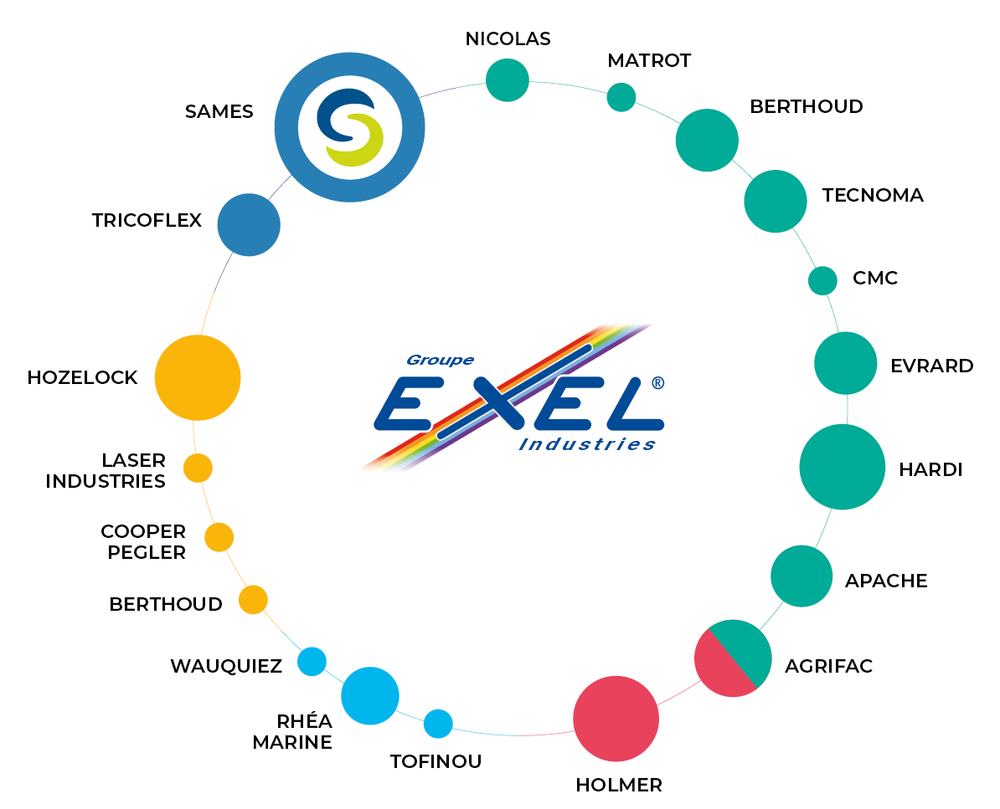 NICOLAS
MATROT
BERTHOUD
SAMES
TECNOMA
TRICOFLEX
CMC
Groupe
EXEL®
Industries
EVRARD
HOZELOCK
LASER
INDUSTRIES
HARDI
COOPER
PEGLER
APACHE
BERTHOUD
WAUQUIEZ
AGRIFAC
RHÉA
MARINE
TOFINOU
HOLMER